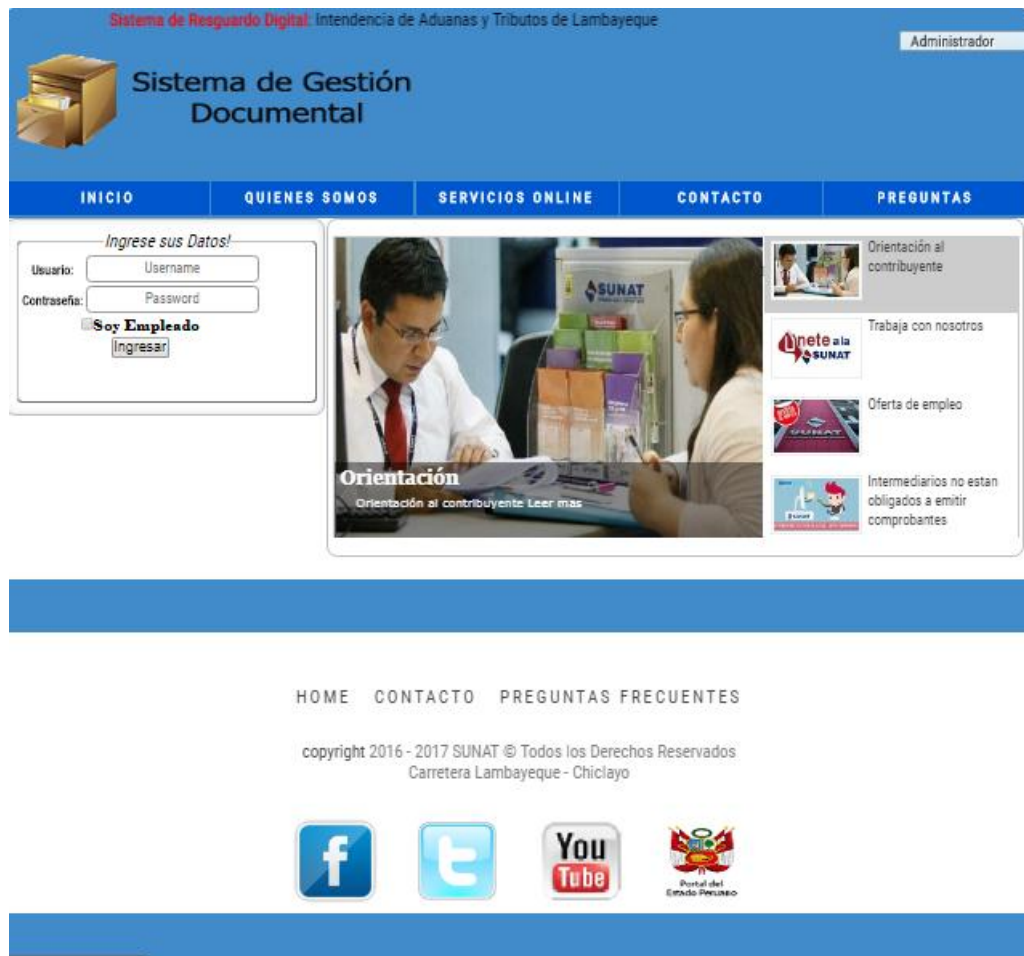 Sistema de Resguardo Digital: Intendencia de Aduanas y Tributos de Lambayeque
Administrador
Sistema de Gestión
Documental
INICIO
QUIENES SOMOS
SERVICIOS ONLINE
CONTACTO
PREGUNTAS
Ingrese sus Datos!
Usuario:
Username
Contraseña:
Password
Soy Empleado
Ingresar
SUNAT
Orientación
Orientación al contribuyente Leer mas
Orientación al
contribuyente
Únete a la
SUNAT
Trabaja con nosotros
SUNAT
Oferta de empleo
Intermediarios no estan
obligados a emitir
comprobantes
HOME
CONTACTO
PREGUNTAS FRECUENTES
copyright 2016 - 2017 SUNAT © Todos los Derechos Reservados
Carretera Lambayeque - Chiclayo
f
t
You
Tube
Portal del
Estado Peruano